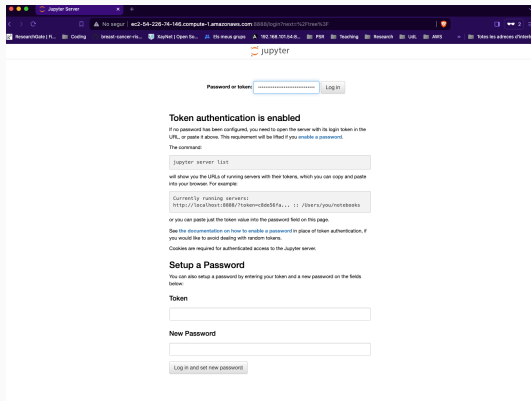 Jupyter Server
No segur ec2-54-226-74-146.compute-1.amazonaws.com:8888/login?next=%2Ftree%3F
ResearchGate | Fi... Coding breast-cancer-vis... XayNet | Open So... Els meus grups 192.168.101.54:8... PSR Teaching Research UdL AWS Totes les adreces d'interès
jupyter
Password or token: Log in
Token authentication is enabled
If no password has been configured, you need to open the server with its login token in the
URL, or paste it above. This requirement will be lifted if you enable a password.
The command:
jupyter server list
will show you the URLs of running servers with their tokens, which you can copy and paste
into your browser. For example:
Currently running servers:
http://localhost:8888/?token=c8de56fa... :: /Users/you/notebooks
or you can paste just the token value into the password field on this page.
See the documentation on how to enable a password in place of token authentication, if
you would like to avoid dealing with random tokens.
Cookies are required for authenticated access to the Jupyter server.
Setup a Password
You can also setup a password by entering your token and a new password on the fields
below:
Token
New Password
Log in and set new password